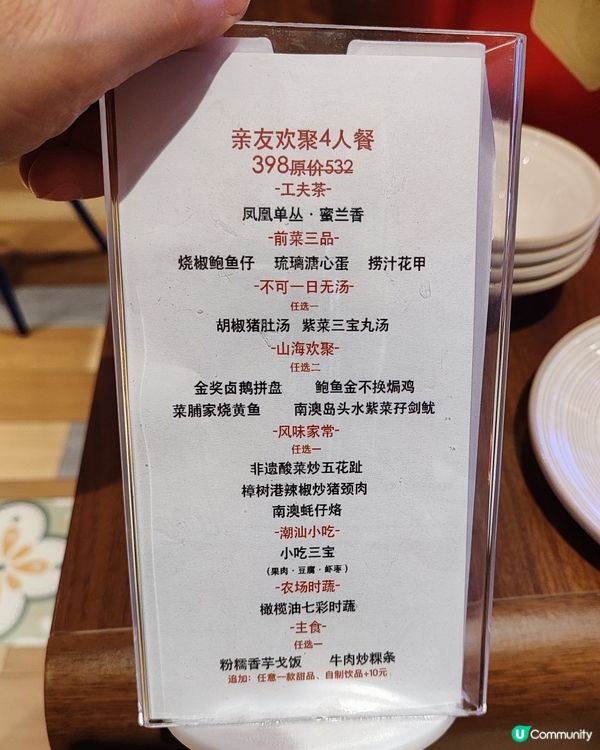 亲友欢聚4人餐
398原价532
-工夫茶-
凤凰单丛·蜜兰香
-前菜三品-
烧椒鲍鱼仔 琉璃溏心蛋 捞汁花甲
-不可一日无汤-
任选一
胡椒猪肚汤 紫菜三宝丸汤
-山海欢聚-
任选二
金奖卤鹅拼盘 鲍鱼金不换焗鸡
菜脯家烧黄鱼 南澳岛头水紫菜孖剑鱿
-风味家常-
任选一
非遗酸菜炒五花趾
樟树港辣椒炒猪颈肉
南澳蚝仔烙
-潮汕小吃-
小吃三宝
(果肉·豆腐·虾枣)
-农场时蔬-
橄榄油七彩时蔬
-主食-
任选一
粉糯香芋戈饭 牛肉炒粿条
追加：任意一款甜品、自制饮品+10元
U Community